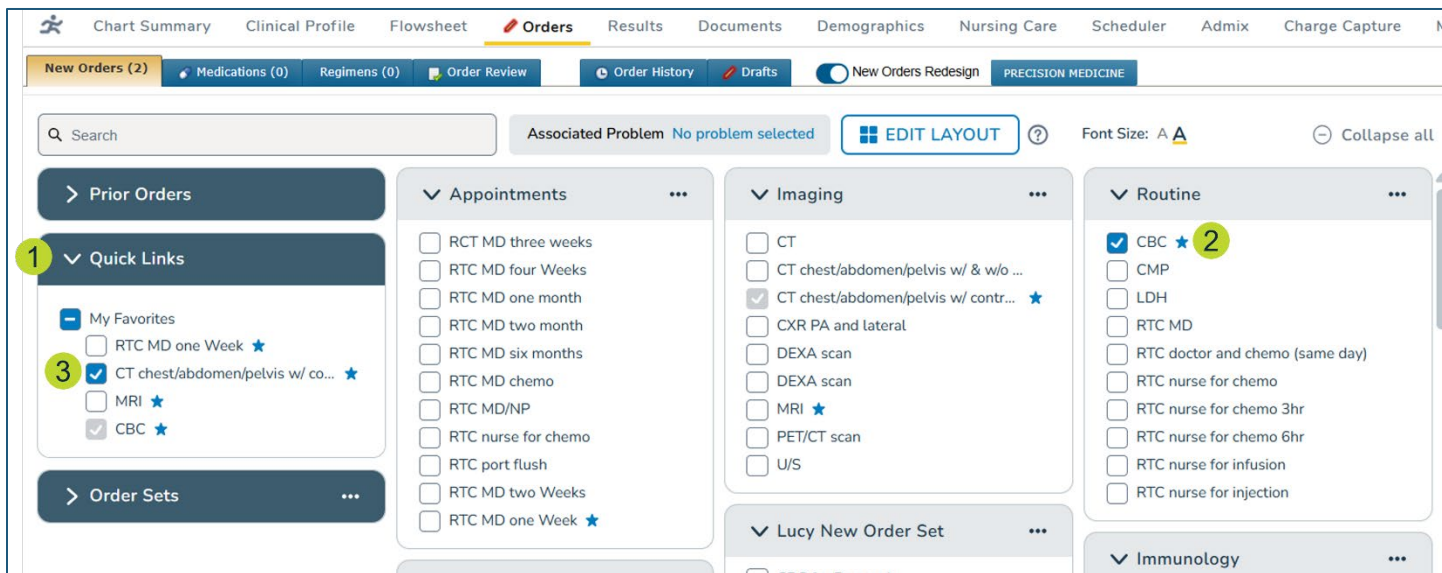 Chart Summary Clinical Profile Flowsheet Orders Results Documents Demographics Nursing Care Scheduler Admix Charge Capture
New Orders (2) Medications (0) Regimens (0) Order Review Order History Drafts New Orders Redesign PRECISION MEDICINE
Search Associated Problem No problem selected EDIT LAYOUT ? Font Size: A A Collapse all
Prior Orders
1 Quick Links
My Favorites
RTC MD one Week
3 CT chest/abdomen/pelvis w/ co...
MRI
CBC
Order Sets
Appointments
RCT MD three weeks
RTC MD four Weeks
RTC MD one month
RTC MD two month
RTC MD six months
RTC MD chemo
RTC MD/NP
RTC nurse for chemo
RTC port flush
RTC MD two Weeks
RTC MD one Week
Imaging
CT
CT chest/abdomen/pelvis w/ & w/o ...
CT chest/abdomen/pelvis w/ contr...
CXR PA and lateral
DEXA scan
DEXA scan
MRI
PET/CT scan
U/S
Lucy New Order Set
Routine
CBC 2
CMP
LDH
RTC MD
RTC doctor and chemo (same day)
RTC nurse for chemo
RTC nurse for chemo 3hr
RTC nurse for chemo 6hr
RTC nurse for infusion
RTC nurse for injection
Immunology